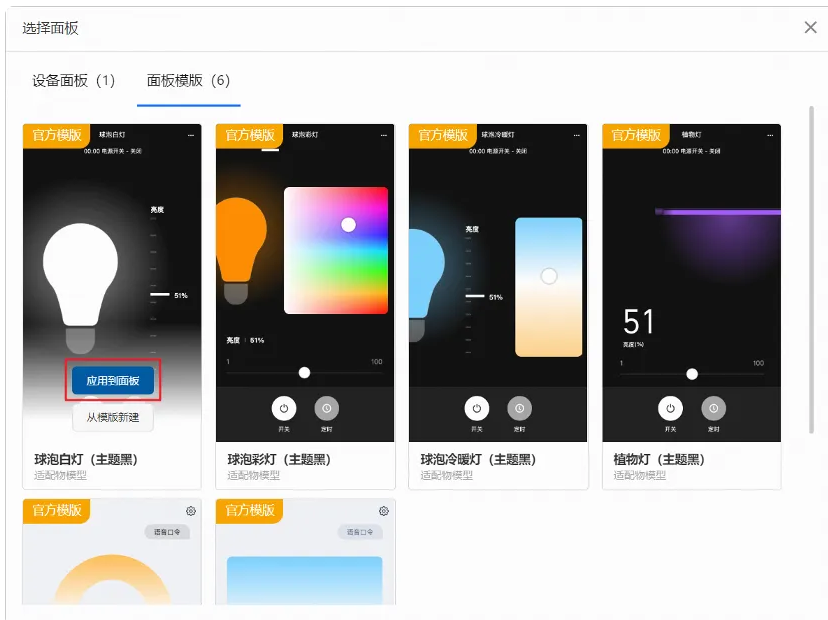 选择面板
设备面板（1） 面板模版（6）
官方模版
球泡白灯
00:00 电源开关 - 关闭
亮度
51%
应用到面板
从模版新建
球泡白灯（主题黑）
适配物模型
官方模版
球泡彩灯
亮度 51%
1 100
开关 定时
球泡彩灯（主题黑）
适配物模型
官方模版
球泡冷暖灯
00:00 电源开关 - 关闭
亮度
51%
开关 定时
球泡冷暖灯（主题黑）
适配物模型
官方模版
植物灯
00:00 电源开关 - 关闭
51
亮度(%)
1 100
开关 定时
植物灯（主题黑）
适配物模型
官方模版
语音口令
官方模版
语音口令